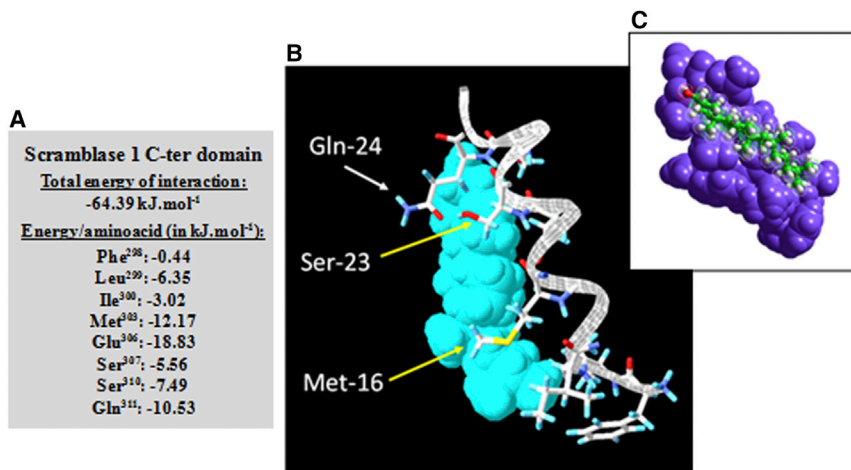 A
Scramblase 1 C-ter domain
Total energy of interaction:
-64.39 kJ.mol⁻¹
Energy/aminoacid (in kJ.mol⁻¹):
Phe²⁹⁸: -0.44
Leu²⁹⁹: -6.35
Ile³⁰⁰: -3.02
Met³⁰³: -12.17
Glu³⁰⁶: -18.83
Ser³⁰⁷: -5.56
Ser³¹⁰: -7.49
Gln³¹¹: -10.53
B
Gln-24
Ser-23
Met-16
C